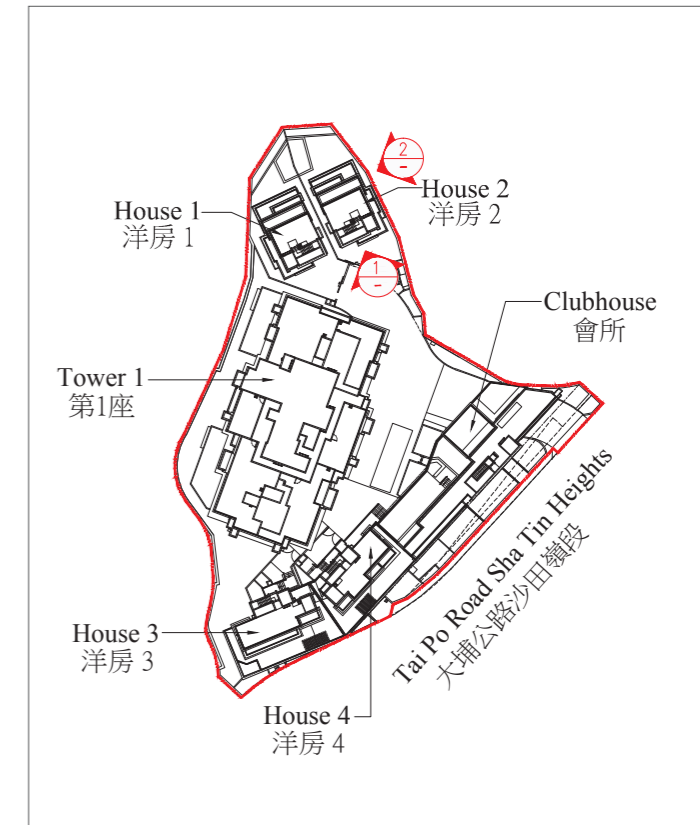 2
-
House 2
洋房 2
House 1
洋房 1
1
-
Clubhouse
會所
Tower 1
第1座
Tai Po Road Sha Tin Heights
大埔公路沙田嶺段
House 3
洋房 3
House 4
洋房 4